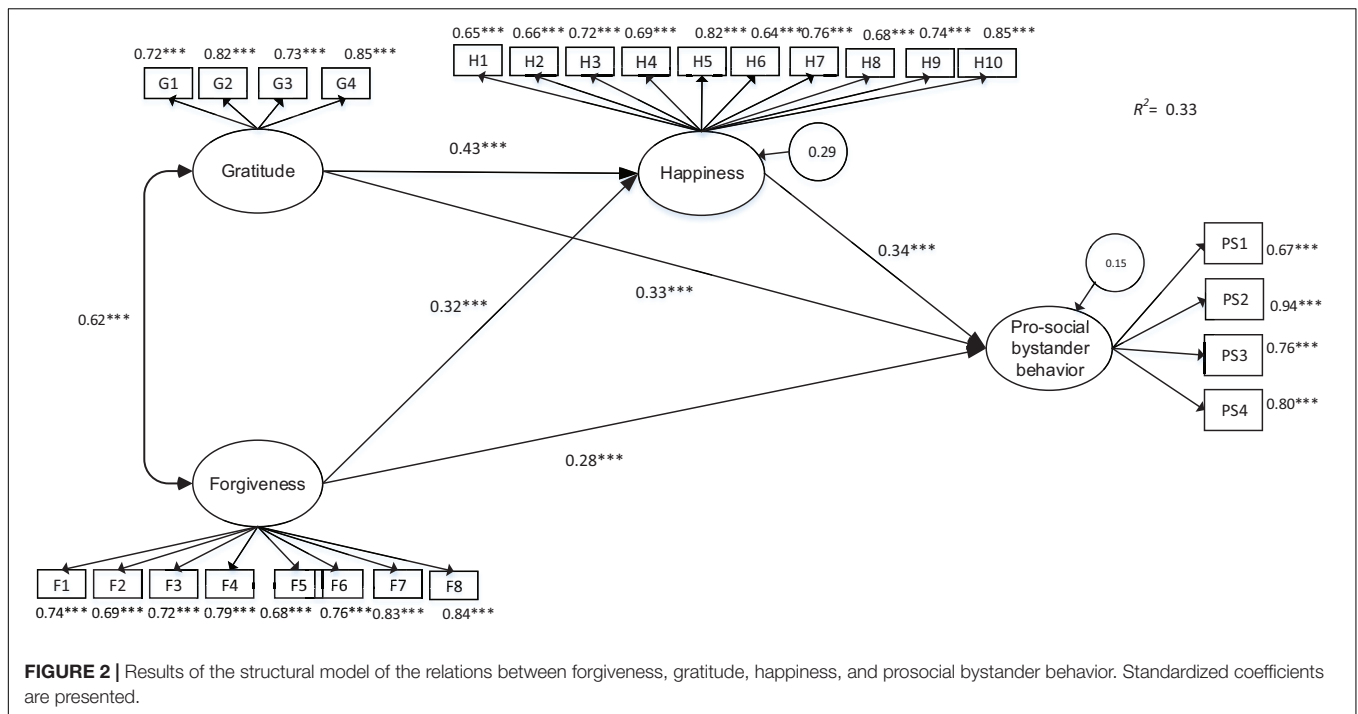 0.65*** 0.66*** 0.72*** 0.69*** 0.82*** 0.64*** 0.76*** 0.68*** 0.74*** 0.85***
H1 H2 H3 H4 H5 H6 H7 H8 H9 H10
0.72*** 0.82*** 0.73*** 0.85***
G1 G2 G3 G4
R²= 0.33
0.43***
0.29
Gratitude
Happiness
0.34***
PS1 0.67***
0.15
0.33***
PS2 0.94***
0.32***
0.62***
Pro-social
bystander
behavior
PS3 0.76***
PS4 0.80***
0.28***
Forgiveness
F1 F2 F3 F4 F5 F6 F7 F8
0.74*** 0.69*** 0.72*** 0.79*** 0.68*** 0.76*** 0.83*** 0.84***
FIGURE 2 | Results of the structural model of the relations between forgiveness, gratitude, happiness, and prosocial bystander behavior. Standardized coefficients
are presented.